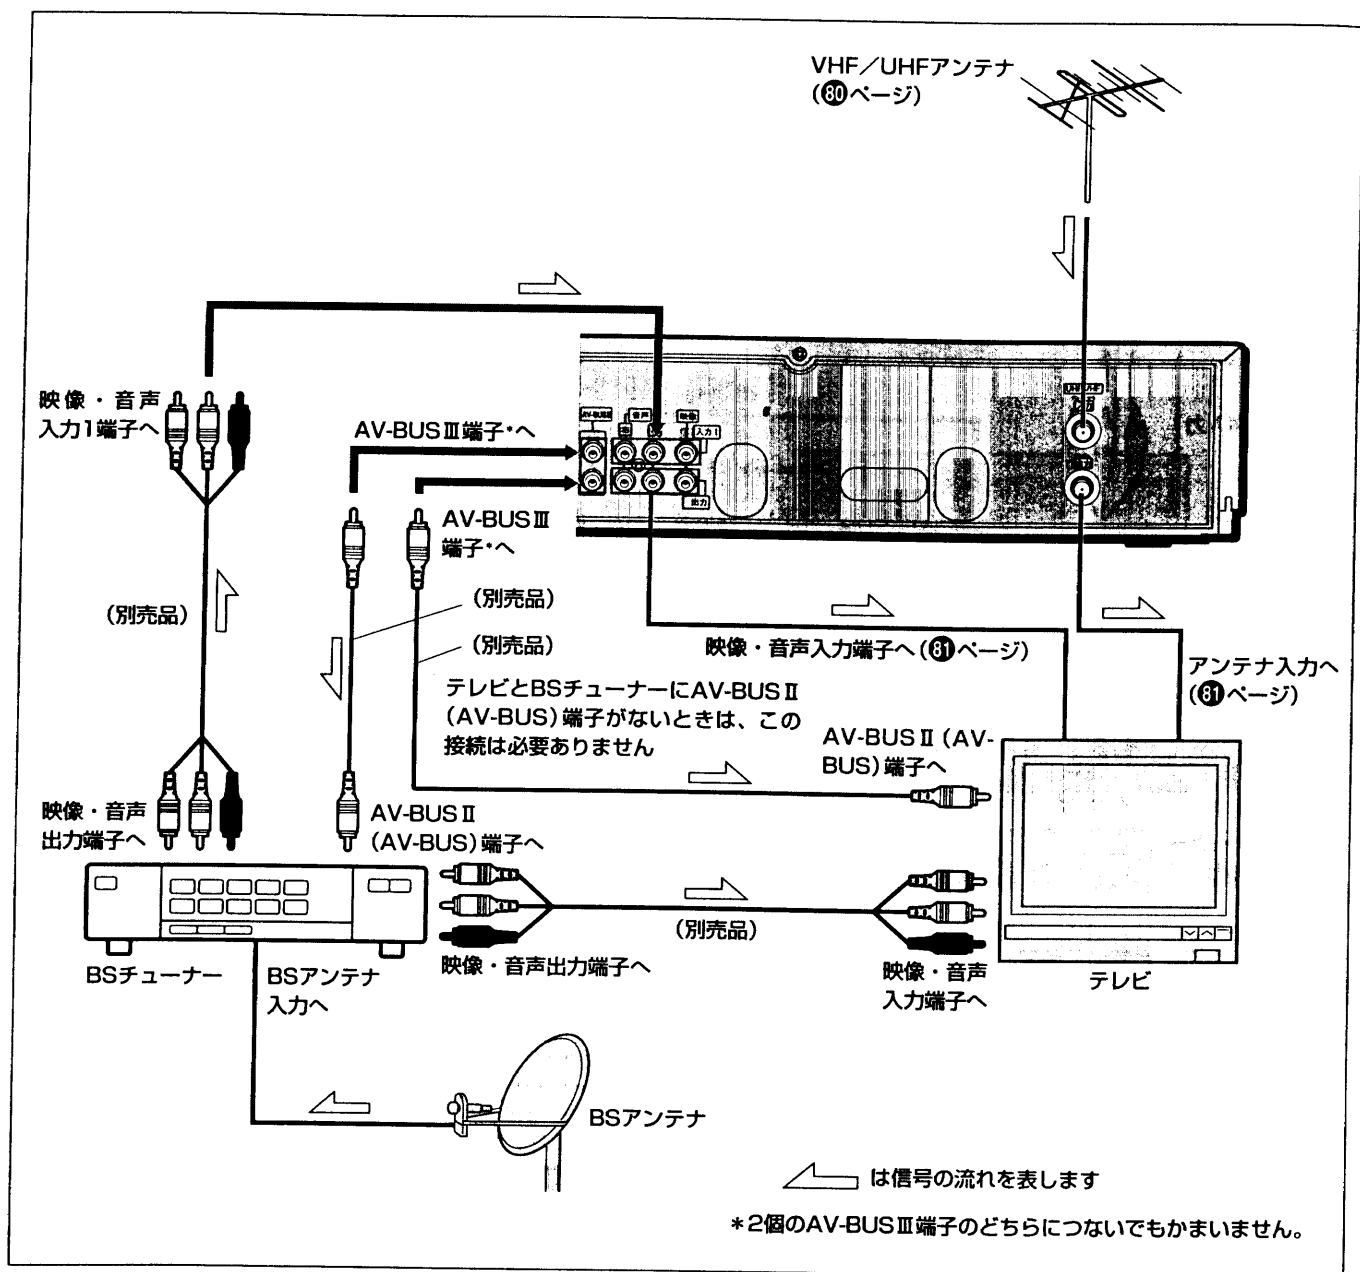 VHF／UHFアンテナ
(80ページ)
映像・音声
入力1端子へ
AV-BUSⅢ端子*へ
AV-BUSⅢ
端子*へ
音声
映像
入力1
出力
(別売品)
(別売品)
(別売品)
映像・音声入力端子へ(81ページ)
アンテナ入力へ
(81ページ)
テレビとBSチューナーにAV-BUSⅡ
(AV-BUS)端子がないときは、この
接続は必要ありません
AV-BUSⅡ(AV-
BUS)端子へ
映像・音声
出力端子へ
AV-BUSⅡ
(AV-BUS)端子へ
(別売品)
映像・音声出力端子へ
映像・音声
入力端子へ
テレビ
BSチューナー
BSアンテナ
入力へ
BSアンテナ
は信号の流れを表します
*2個のAV-BUSⅢ端子のどちらにつないでもかまいません。